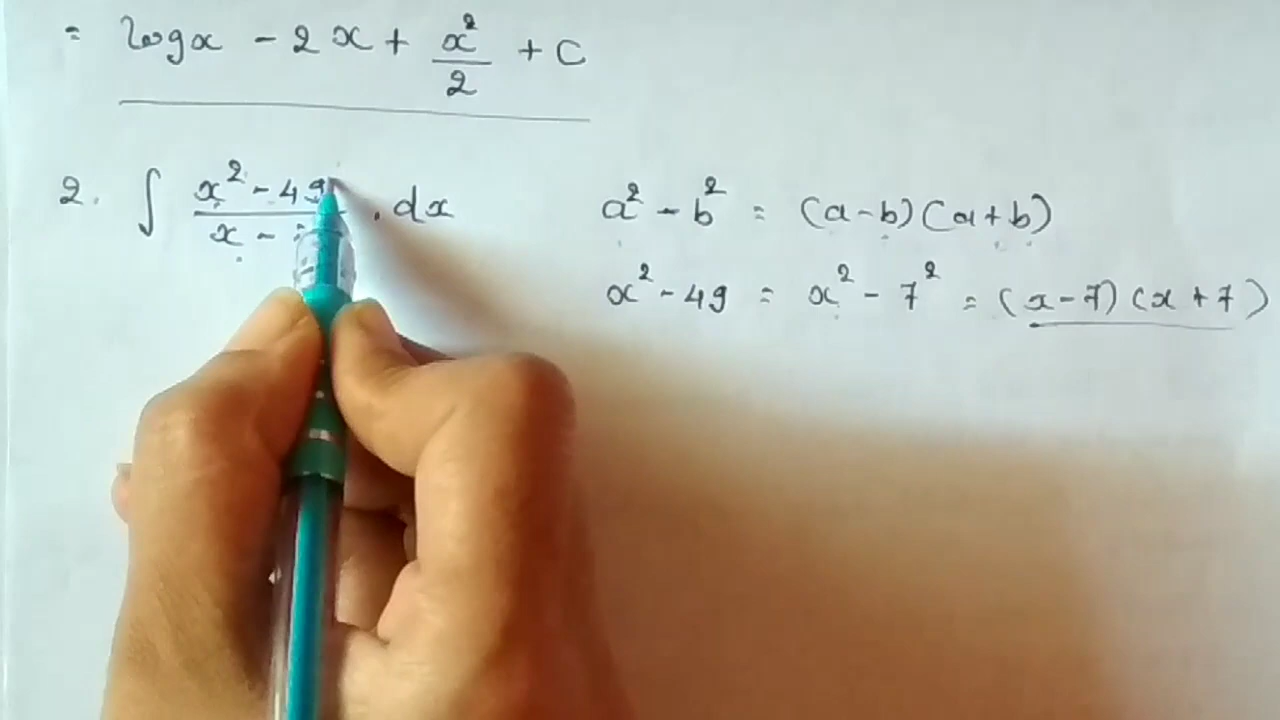 = log x - 2x + x²/2 + C
2. ∫ x² - 49 / x - . dx
a² - b² = (a-b)(a+b)
x² - 49 = x² - 7² = (x-7)(x+7)